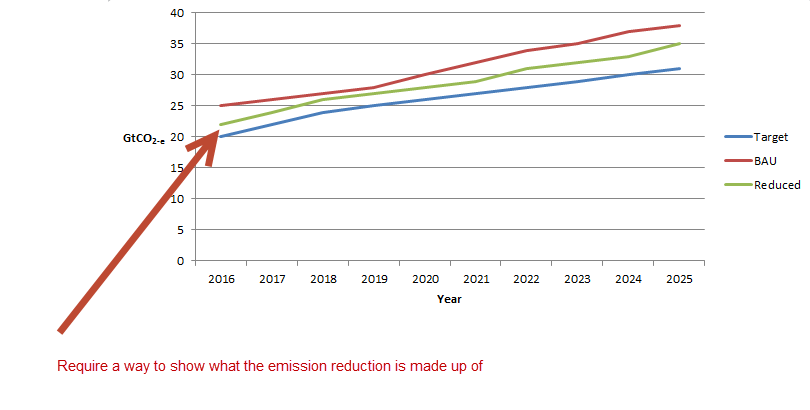 40
35
30
25
GtCO2-e 20
15
10
5
0
2016 2017 2018 2019 2020 2021 2022 2023 2024 2025
Year
Target
BAU
Reduced
Require a way to show what the emission reduction is made up of